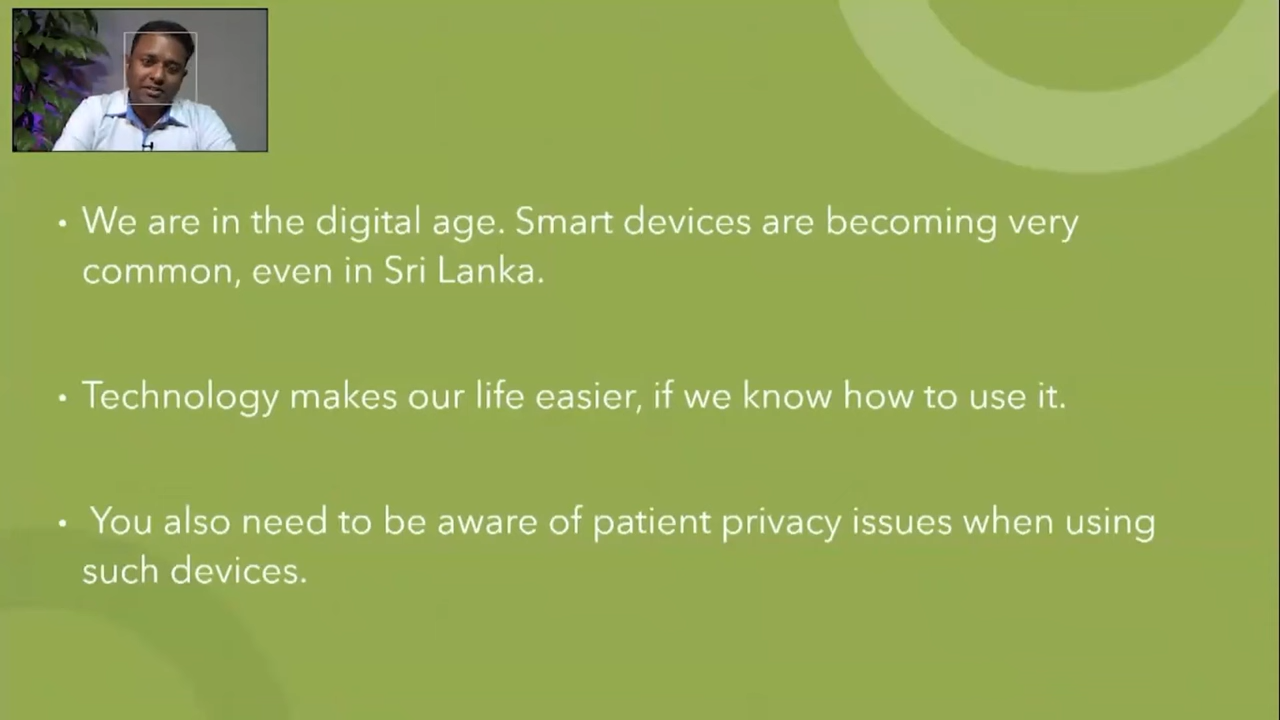 • We are in the digital age. Smart devices are becoming very
common, even in Sri Lanka.
• Technology makes our life easier, if we know how to use it.
• You also need to be aware of patient privacy issues when using
such devices.